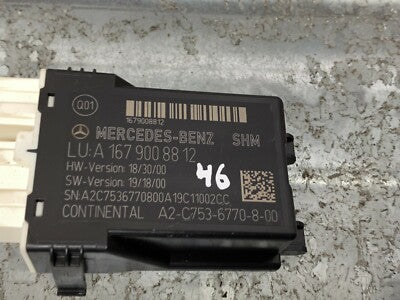 Q01
1679008812
MERCEDES-BENZ SHM
LU:A 167 900 88 12
HW-Version: 18/30/00
SW-Version: 19/18/00
46
SN:A2C7536770800A19C11002CC
CONTINENTAL A2-C753-6770-8-00